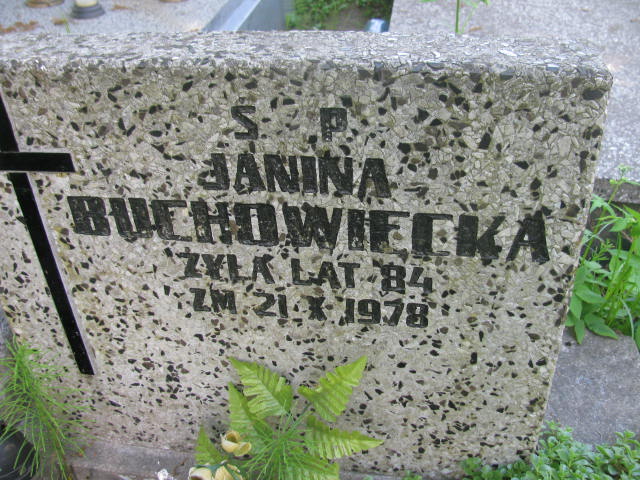 S P
JANINA
BUCHOWIECKA
ŻYŁA LAT 84
ZM 21 X 1978